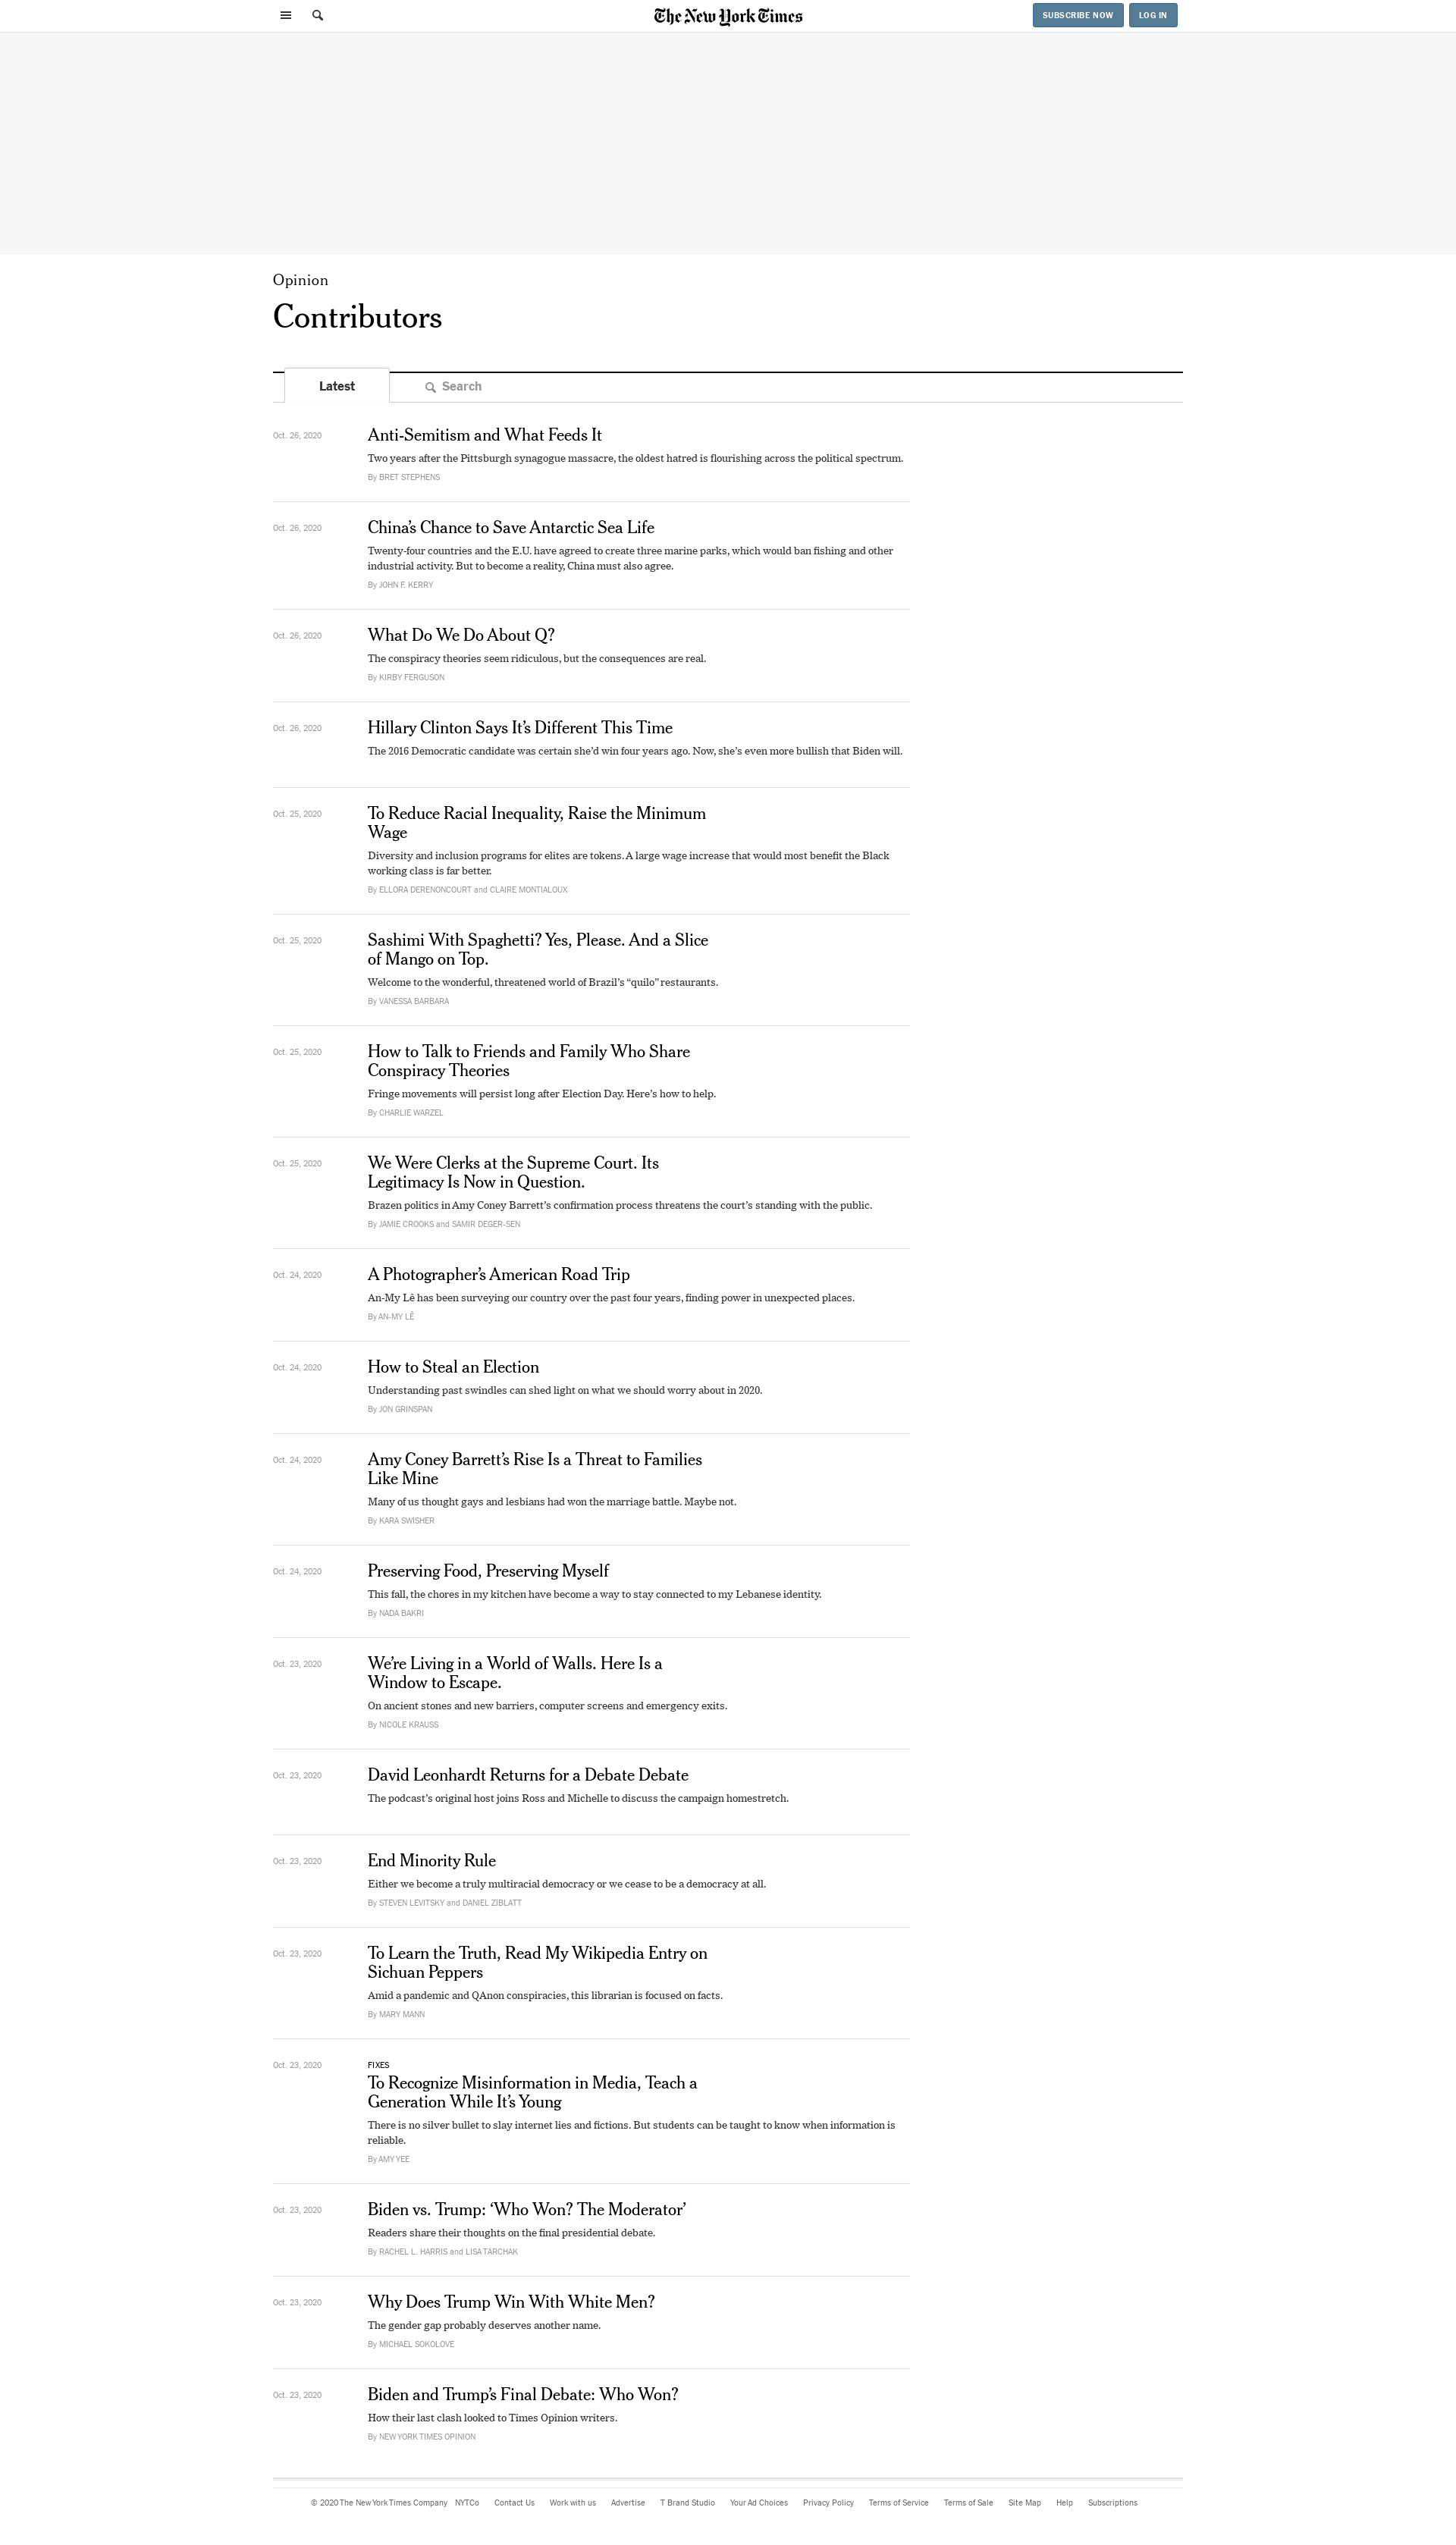 The New York Times
SUBSCRIBE NOW
LOG IN
Opinion
Contributors
Latest
Search
Oct. 26, 2020
Anti-Semitism and What Feeds It
Two years after the Pittsburgh synagogue massacre, the oldest hatred is flourishing across the political spectrum.
By BRET STEPHENS
Oct. 26, 2020
China’s Chance to Save Antarctic Sea Life
Twenty-four countries and the E.U. have agreed to create three marine parks, which would ban fishing and other
industrial activity. But to become a reality, China must also agree.
By JOHN F. KERRY
Oct. 26, 2020
What Do We Do About Q?
The conspiracy theories seem ridiculous, but the consequences are real.
By KIRBY FERGUSON
Oct. 26, 2020
Hillary Clinton Says It’s Different This Time
The 2016 Democratic candidate was certain she’d win four years ago. Now, she’s even more bullish that Biden will.
Oct. 25, 2020
To Reduce Racial Inequality, Raise the Minimum
Wage
Diversity and inclusion programs for elites are tokens. A large wage increase that would most benefit the Black
working class is far better.
By ELLORA DERENONCOURT and CLAIRE MONTIALOUX
Oct. 25, 2020
Sashimi With Spaghetti? Yes, Please. And a Slice
of Mango on Top.
Welcome to the wonderful, threatened world of Brazil’s “quilo” restaurants.
By VANESSA BARBARA
Oct. 25, 2020
How to Talk to Friends and Family Who Share
Conspiracy Theories
Fringe movements will persist long after Election Day. Here’s how to help.
By CHARLIE WARZEL
Oct. 25, 2020
We Were Clerks at the Supreme Court. Its
Legitimacy Is Now in Question.
Brazen politics in Amy Coney Barrett’s confirmation process threatens the court’s standing with the public.
By JAMIE CROOKS and SAMIR DEGER-SEN
Oct. 24, 2020
A Photographer’s American Road Trip
An-My Lê has been surveying our country over the past four years, finding power in unexpected places.
By AN-MY LÊ
Oct. 24, 2020
How to Steal an Election
Understanding past swindles can shed light on what we should worry about in 2020.
By JON GRINSPAN
Oct. 24, 2020
Amy Coney Barrett’s Rise Is a Threat to Families
Like Mine
Many of us thought gays and lesbians had won the marriage battle. Maybe not.
By KARA SWISHER
Oct. 24, 2020
Preserving Food, Preserving Myself
This fall, the chores in my kitchen have become a way to stay connected to my Lebanese identity.
By NADA BAKRI
Oct. 23, 2020
We’re Living in a World of Walls. Here Is a
Window to Escape.
On ancient stones and new barriers, computer screens and emergency exits.
By NICOLE KRAUSS
Oct. 23, 2020
David Leonhardt Returns for a Debate Debate
The podcast’s original host joins Ross and Michelle to discuss the campaign homestretch.
Oct. 23, 2020
End Minority Rule
Either we become a truly multiracial democracy or we cease to be a democracy at all.
By STEVEN LEVITSKY and DANIEL ZIBLATT
Oct. 23, 2020
To Learn the Truth, Read My Wikipedia Entry on
Sichuan Peppers
Amid a pandemic and QAnon conspiracies, this librarian is focused on facts.
By MARY MANN
Oct. 23, 2020
FIXES
To Recognize Misinformation in Media, Teach a
Generation While It’s Young
There is no silver bullet to slay internet lies and fictions. But students can be taught to know when information is
reliable.
By AMY YEE
Oct. 23, 2020
Biden vs. Trump: ‘Who Won? The Moderator’
Readers share their thoughts on the final presidential debate.
By RACHEL L. HARRIS and LISA TARCHAK
Oct. 23, 2020
Why Does Trump Win With White Men?
The gender gap probably deserves another name.
By MICHAEL SOKOLOVE
Oct. 23, 2020
Biden and Trump’s Final Debate: Who Won?
How their last clash looked to Times Opinion writers.
By NEW YORK TIMES OPINION
© 2020 The New York Times Company NYTCo Contact Us Work with us Advertise T Brand Studio Your Ad Choices Privacy Policy Terms of Service Terms of Sale Site Map Help Subscriptions